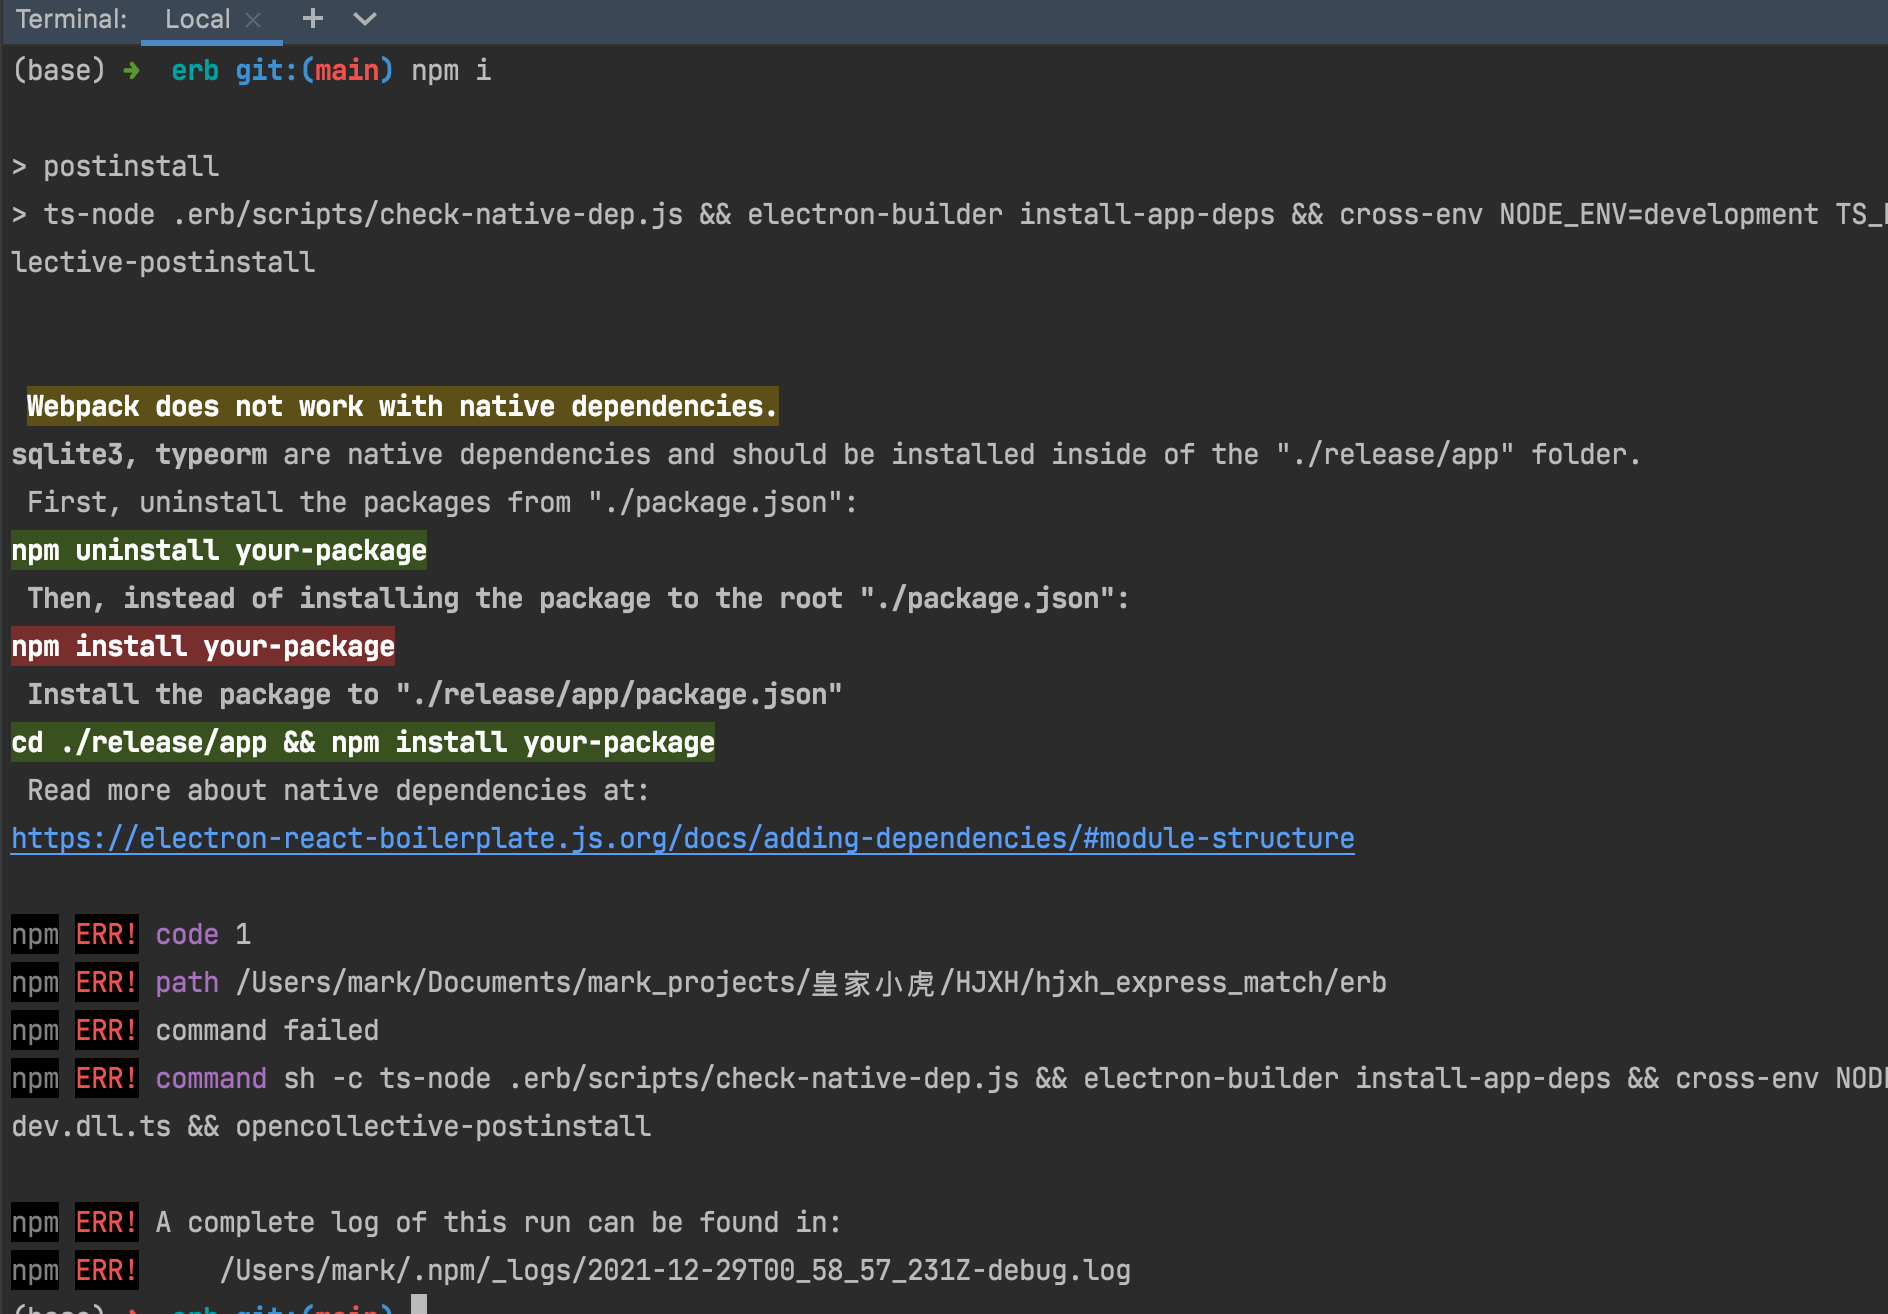 Terminal: Local × + ⌄
(base) ➜ erb git:(main) npm i
> postinstall
> ts-node .erb/scripts/check-native-dep.js && electron-builder install-app-deps && cross-env NODE_ENV=development TS_
lective-postinstall
Webpack does not work with native dependencies.
sqlite3, typeorm are native dependencies and should be installed inside of the "./release/app" folder.
First, uninstall the packages from "./package.json":
npm uninstall your-package
Then, instead of installing the package to the root "./package.json":
npm install your-package
Install the package to "./release/app/package.json"
cd ./release/app && npm install your-package
Read more about native dependencies at:
https://electron-react-boilerplate.js.org/docs/adding-dependencies/#module-structure
npm ERR! code 1
npm ERR! path /Users/mark/Documents/mark_projects/皇家小虎/HJXH/hjxh_express_match/erb
npm ERR! command failed
npm ERR! command sh -c ts-node .erb/scripts/check-native-dep.js && electron-builder install-app-deps && cross-env NOD
dev.dll.ts && opencollective-postinstall
npm ERR! A complete log of this run can be found in:
npm ERR! /Users/mark/.npm/_logs/2021-12-29T00_58_57_231Z-debug.log
(base) ➜ erb git:(main)